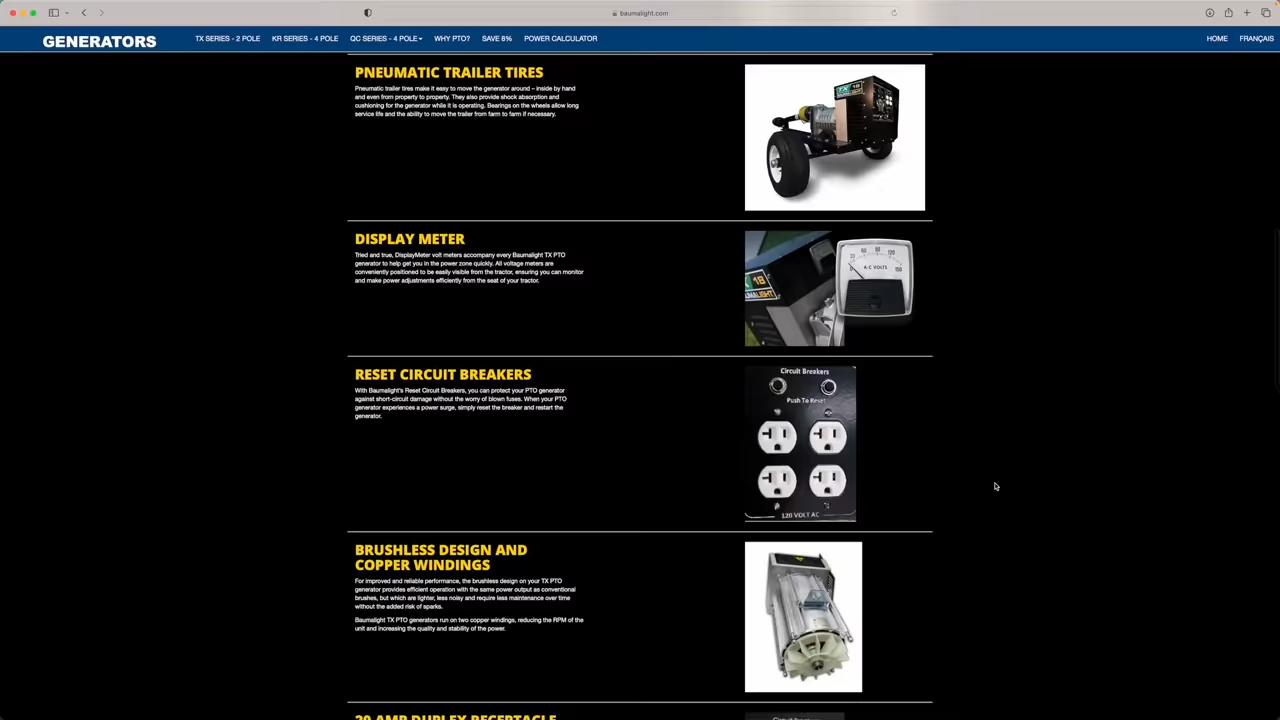 baumalight.com
GENERATORS
TX SERIES - 2 POLE
KR SERIES - 4 POLE
QC SERIES - 4 POLE
WHY PTO?
SAVE 8%
POWER CALCULATOR
HOME
FRANÇAIS
PNEUMATIC TRAILER TIRES
Pneumatic trailer tires make it easy to move the generator around – inside by hand
and even from property to property. They also provide shock absorption and
cushioning for the generator while it is operating. Bearings on the wheels allow long
service life and the ability to move the trailer from farm to farm if necessary.
TX 18
DISPLAY METER
Tried and true, DisplayMeter volt meters accompany every Baumalight TX PTO
generator to help get you in the power zone quickly. All voltage meters are
conveniently positioned to be easily visible from the tractor, ensuring you can monitor
and make power adjustments efficiently from the seat of your tractor.
18
0 30 60 90 120 150
A-C VOLTS
RESET CIRCUIT BREAKERS
With Baumalight's Reset Circuit Breakers, you can protect your PTO generator
against short-circuit damage without the worry of blown fuses. When your PTO
generator experiences a power surge, simply reset the breaker and restart the
generator.
Circuit Breakers
Push To Reset
120 VOLT AC
BRUSHLESS DESIGN AND
COPPER WINDINGS
For improved and reliable performance, the brushless design on your TX PTO
generator provides efficient operation with the same power output as conventional
brushes, but which are lighter, less noisy and require less maintenance over time
without the added risk of sparks.
Baumalight TX PTO generators run on two copper windings, reducing the RPM of the
unit and increasing the quality and stability of the power.
20 AMP DUPLEX RECEPTACLE